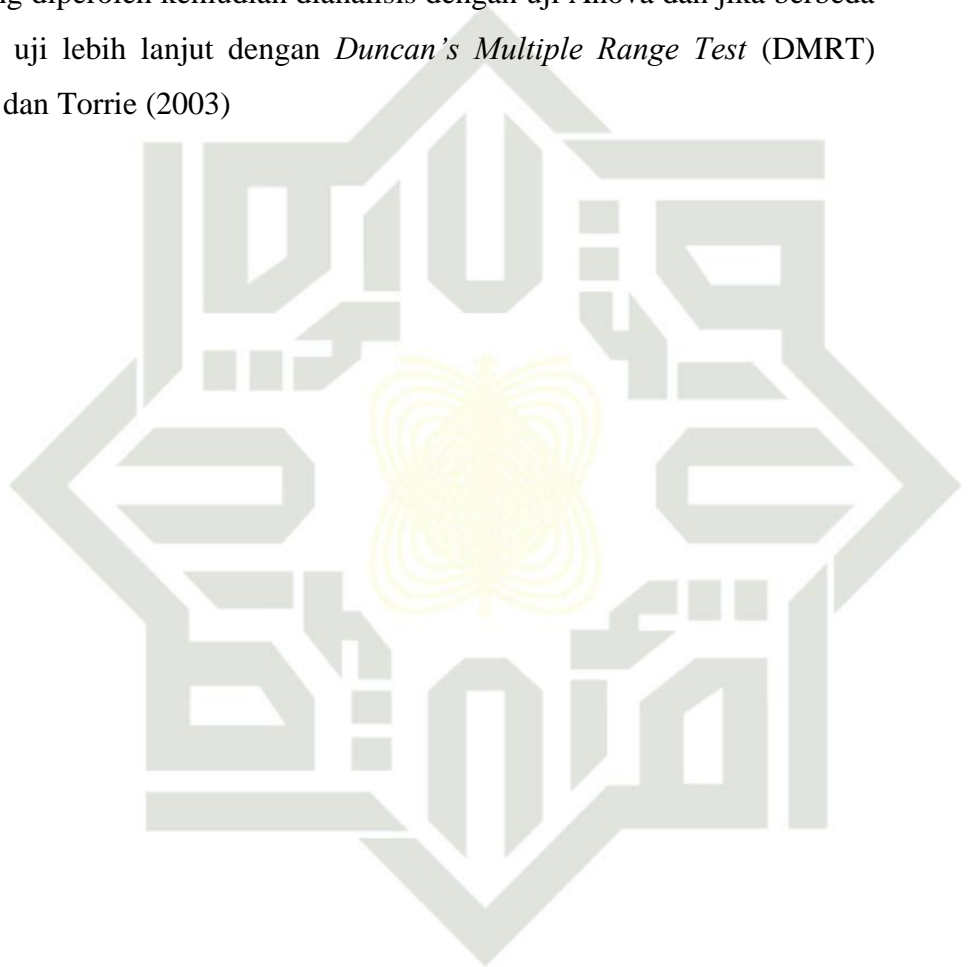 diperoleh kemudian dianalisis dengan uji Anova dan jika berbeda
uji lebih lanjut dengan Duncan's Multiple Range Test (DMRT)
dan Torrie (2003)